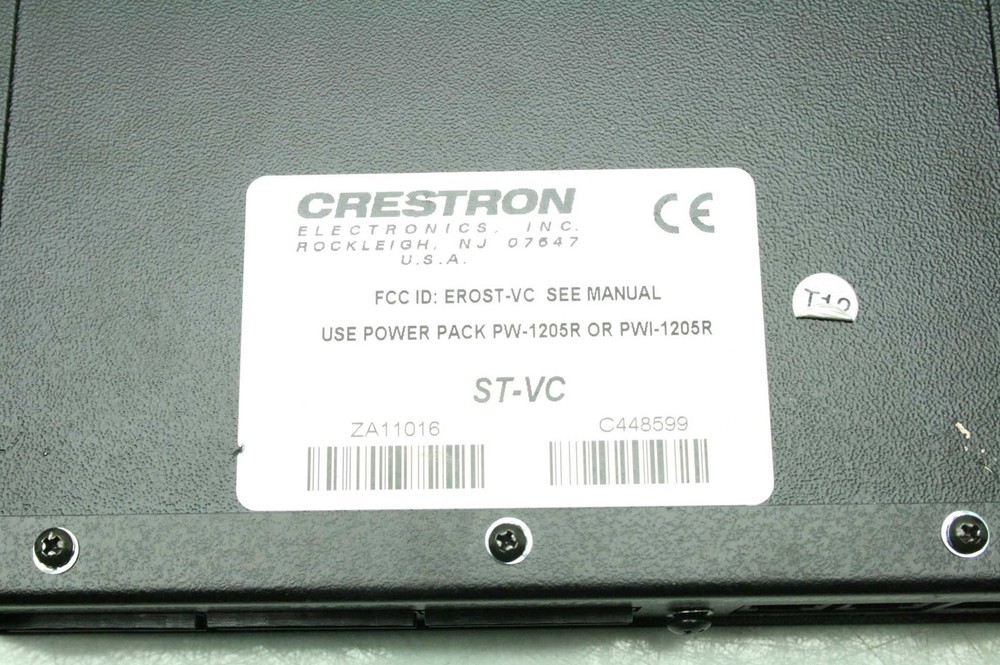 CRESTRON
ELECTRONICS, INC.
ROCKLEIGH, NJ 07647
U.S.A.
CE
FCC ID: EROST-VC SEE MANUAL
USE POWER PACK PW-1205R OR PWI-1205R
ST-VC
ZA11016 C448599